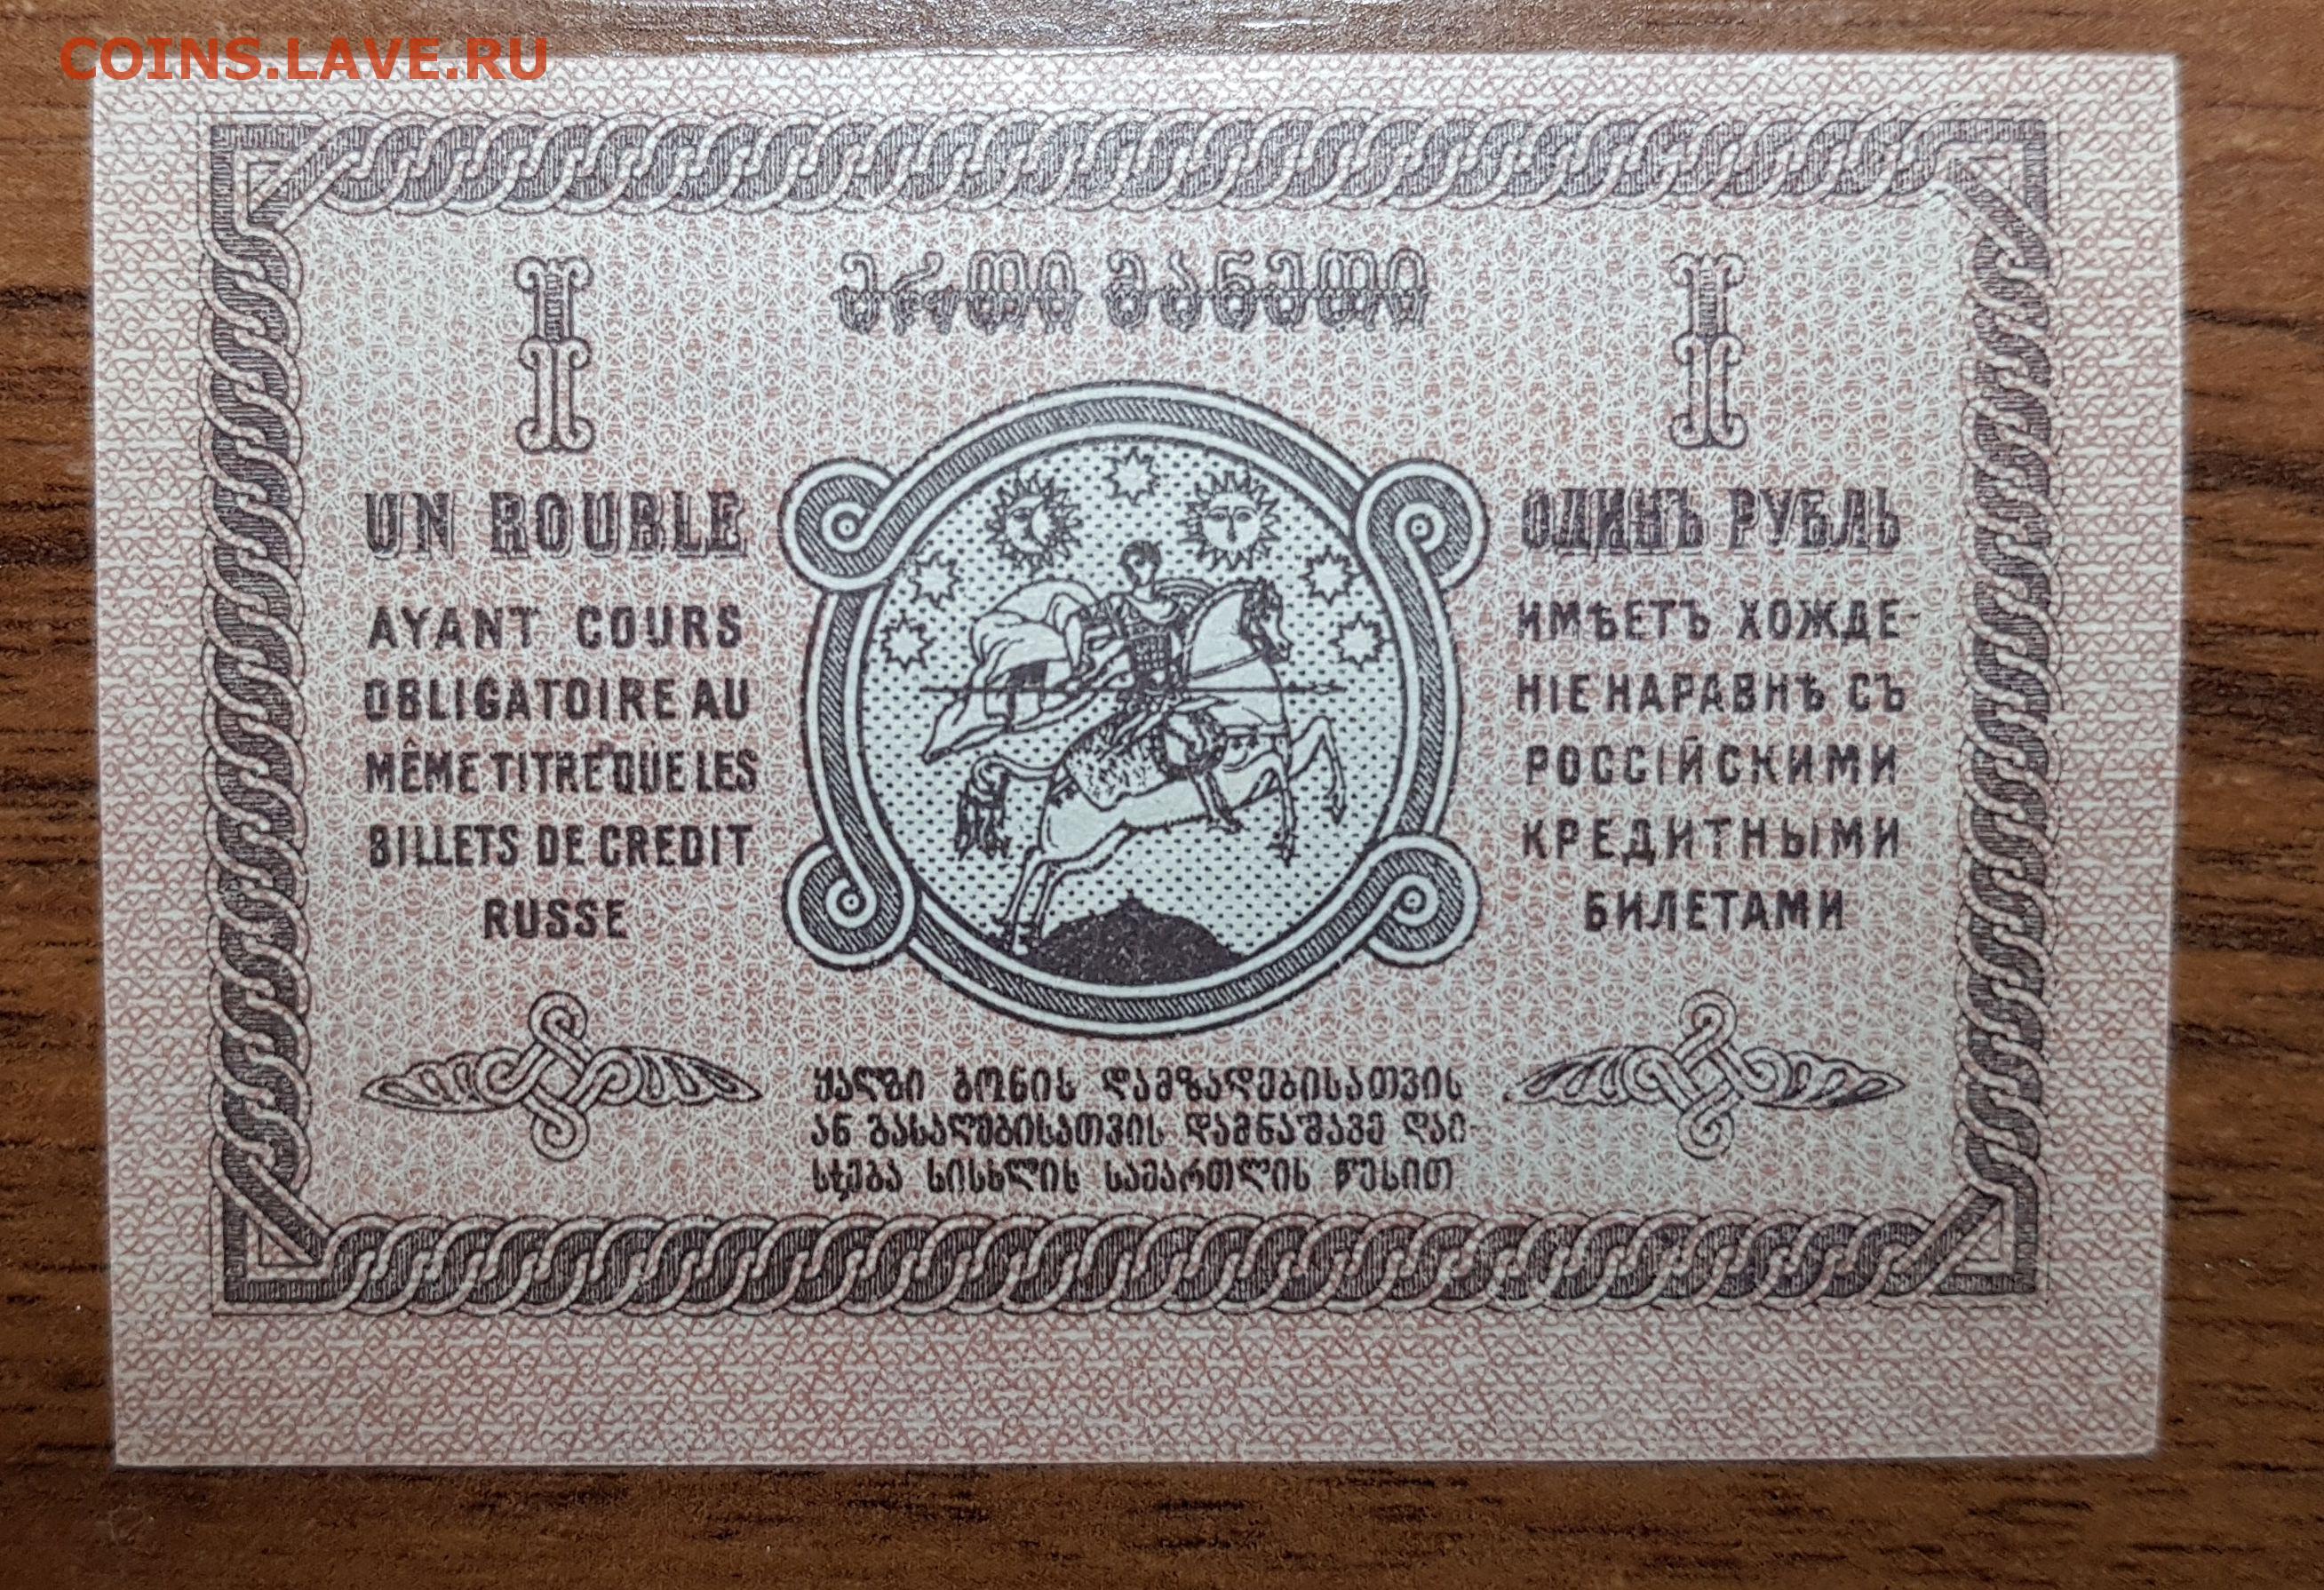 COINS.LAVE.RU
ერთი მანეთი
I
I
UN ROUBLE
AYANT COURS
OBLIGATOIRE AU
MÊME TITRE QUE LES
BILLETS DE CREDIT
RUSSE
ОДИНЪ РУБЛЬ
ИМѢЕТЪ ХОЖДЕ-
НІЕ НАРАВНѢ СЪ
РОССІЙСКИМИ
КРЕДИТНЫМИ
БИЛЕТАМИ
ყალბი ბონის დამზადებისათვის
ან გასაღებისათვის დამნაშავე დაი-
სჯება სისხლის სამართლის წესით